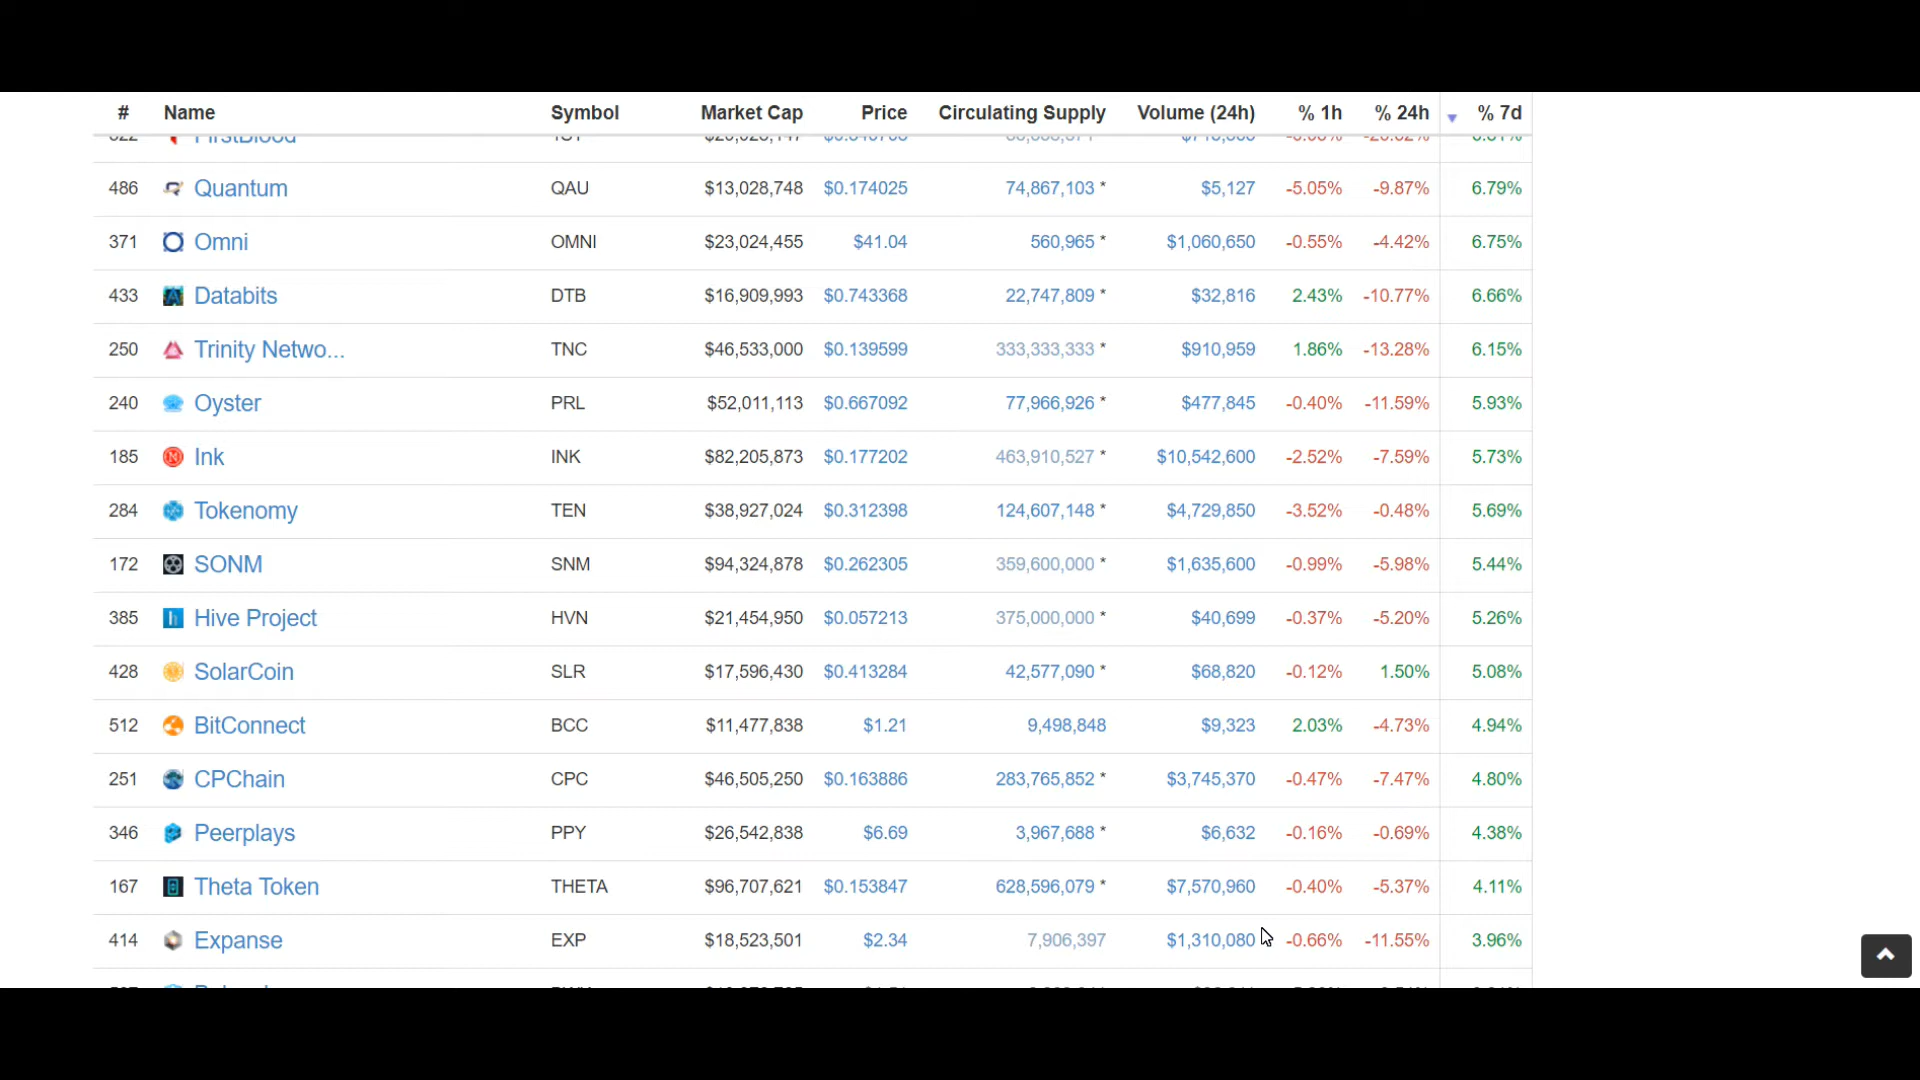 # Name Symbol Market Cap Price Circulating Supply Volume (24h) % 1h % 24h % 7d
FirstBlood
486 Quantum QAU $13,028,748 $0.174025 74,867,103 * $5,127 -5.05% -9.87% 6.79%
371 Omni OMNI $23,024,455 $41.04 560,965 * $1,060,650 -0.55% -4.42% 6.75%
433 Databits DTB $16,909,993 $0.743368 22,747,809 * $32,816 2.43% -10.77% 6.66%
250 Trinity Netwo... TNC $46,533,000 $0.139599 333,333,333 * $910,959 1.86% -13.28% 6.15%
240 Oyster PRL $52,011,113 $0.667092 77,966,926 * $477,845 -0.40% -11.59% 5.93%
185 Ink INK $82,205,873 $0.177202 463,910,527 * $10,542,600 -2.52% -7.59% 5.73%
284 Tokenomy TEN $38,927,024 $0.312398 124,607,148 * $4,729,850 -3.52% -0.48% 5.69%
172 SONM SNM $94,324,878 $0.262305 359,600,000 * $1,635,600 -0.99% -5.98% 5.44%
385 Hive Project HVN $21,454,950 $0.057213 375,000,000 * $40,699 -0.37% -5.20% 5.26%
428 SolarCoin SLR $17,596,430 $0.413284 42,577,090 * $68,820 -0.12% 1.50% 5.08%
512 BitConnect BCC $11,477,838 $1.21 9,498,848 $9,323 2.03% -4.73% 4.94%
251 CPChain CPC $46,505,250 $0.163886 283,765,852 * $3,745,370 -0.47% -7.47% 4.80%
346 Peerplays PPY $26,542,838 $6.69 3,967,688 * $6,632 -0.16% -0.69% 4.38%
167 Theta Token THETA $96,707,621 $0.153847 628,596,079 * $7,570,960 -0.40% -5.37% 4.11%
414 Expanse EXP $18,523,501 $2.34 7,906,397 $1,310,080 -0.66% -11.55% 3.96%